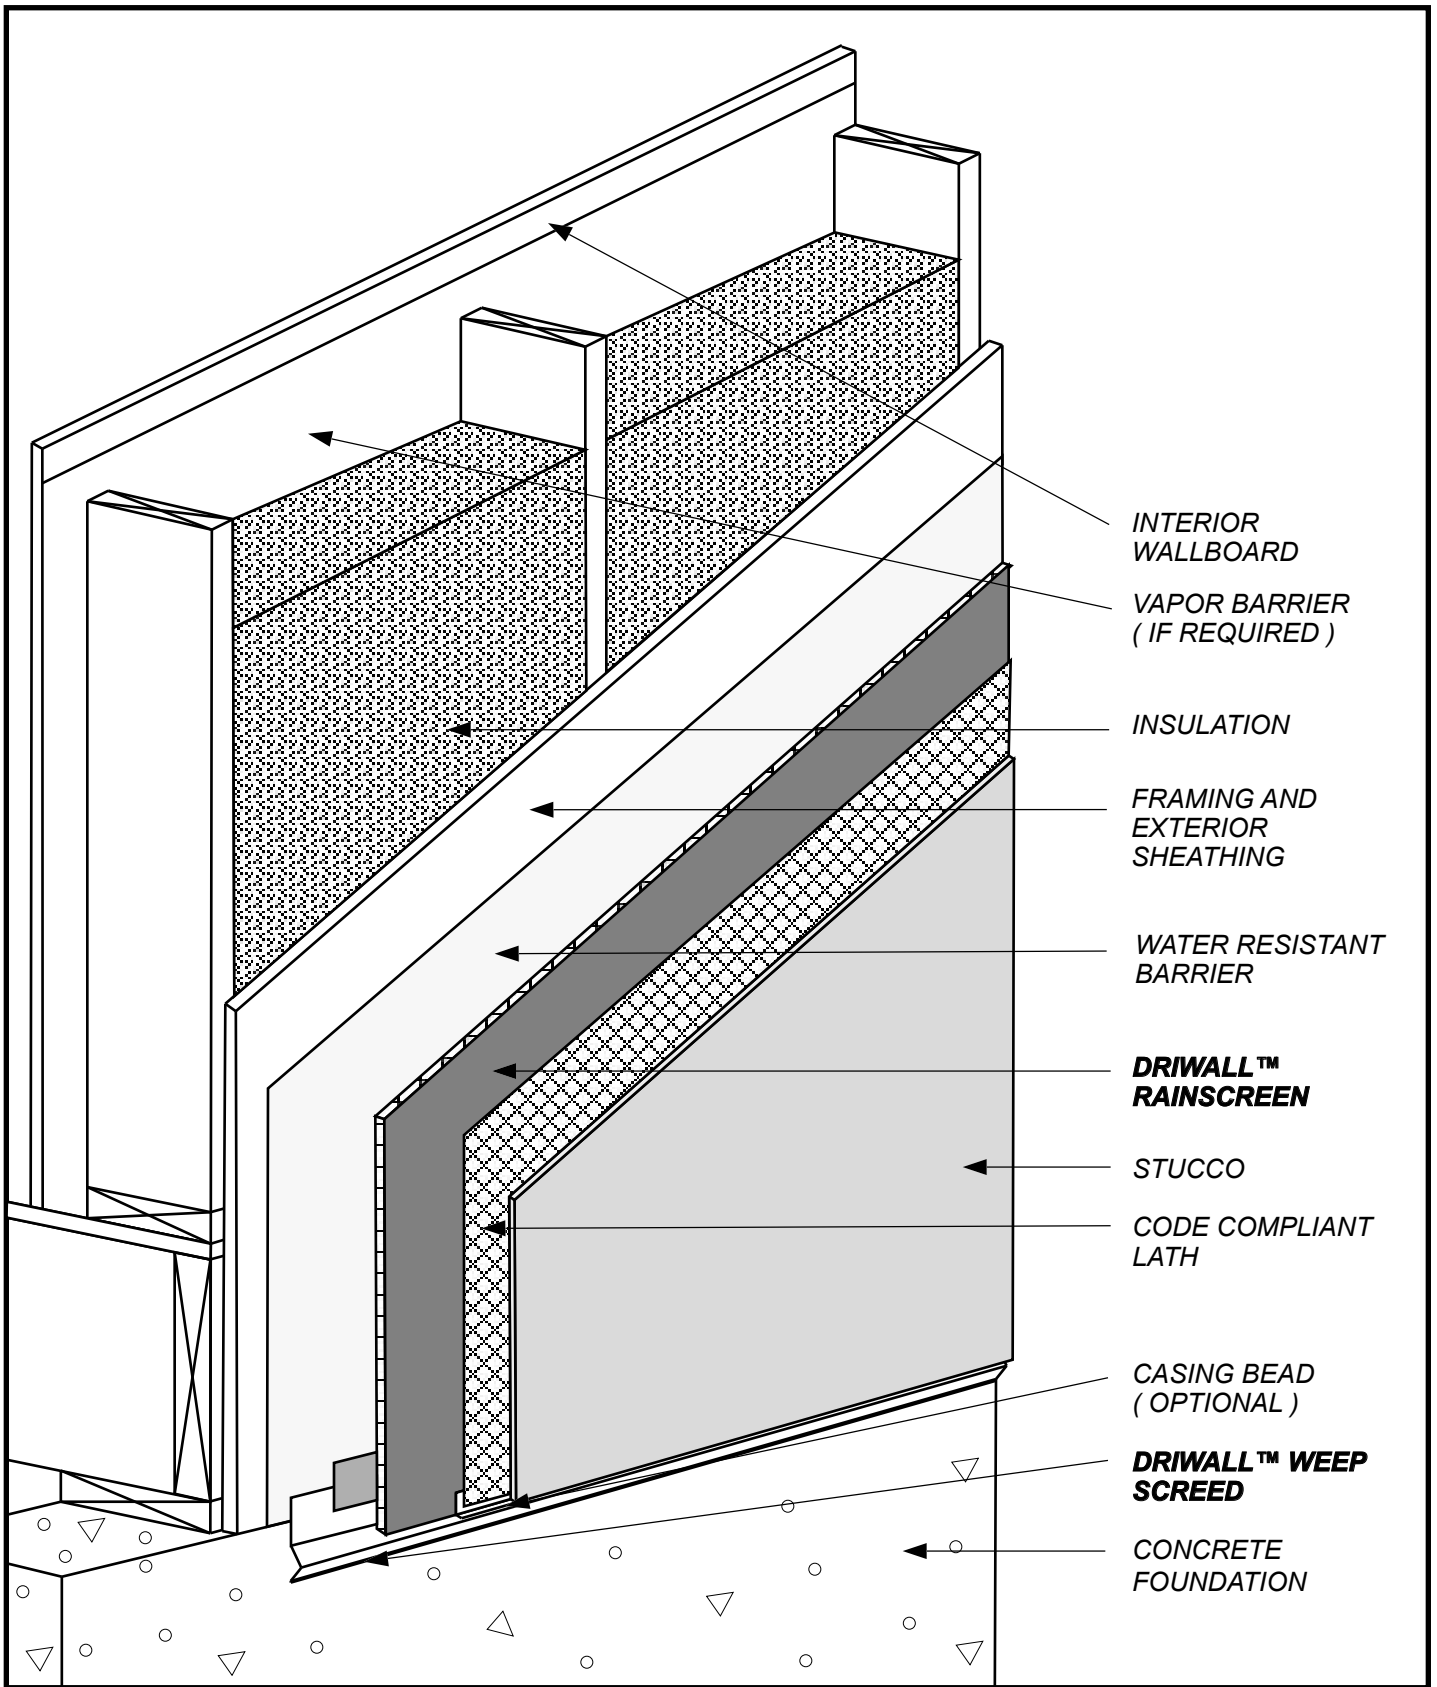 INTERIOR
WALLBOARD
VAPOR BARRIER
( IF REQUIRED )
INSULATION
FRAMING AND
EXTERIOR
SHEATHING
WATER RESISTANT
BARRIER
DRIWALL™
RAINSCREEN
STUCCO
CODE COMPLIANT
LATH
CASING BEAD
( OPTIONAL )
DRIWALL™ WEEP
SCREED
CONCRETE
FOUNDATION